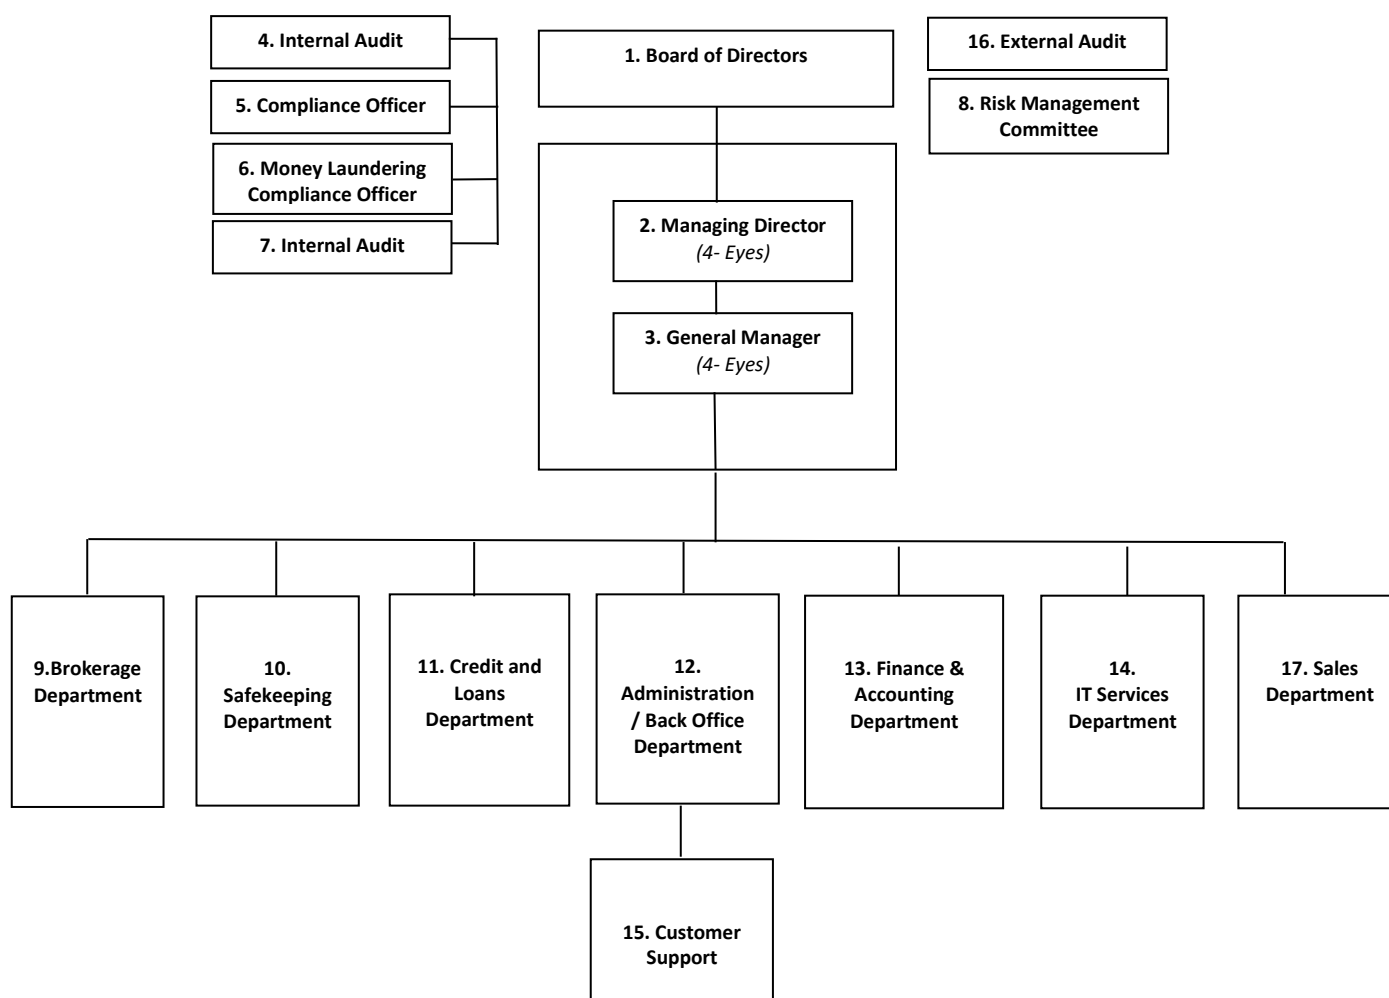 4. Internal Audit
1. Board of Directors
16. External Audit
5. Compliance Officer
8. Risk Management
Committee
6. Money Laundering
Compliance Officer
7. Internal Audit
2. Managing Director
(4- Eyes)
3. General Manager
(4- Eyes)
9.Brokerage
Department
10.
Safekeeping
Department
11. Credit and
Loans
Department
12.
Administration
/ Back Office
Department
13. Finance &
Accounting
Department
14.
IT Services
Department
17. Sales
Department
15. Customer
Support